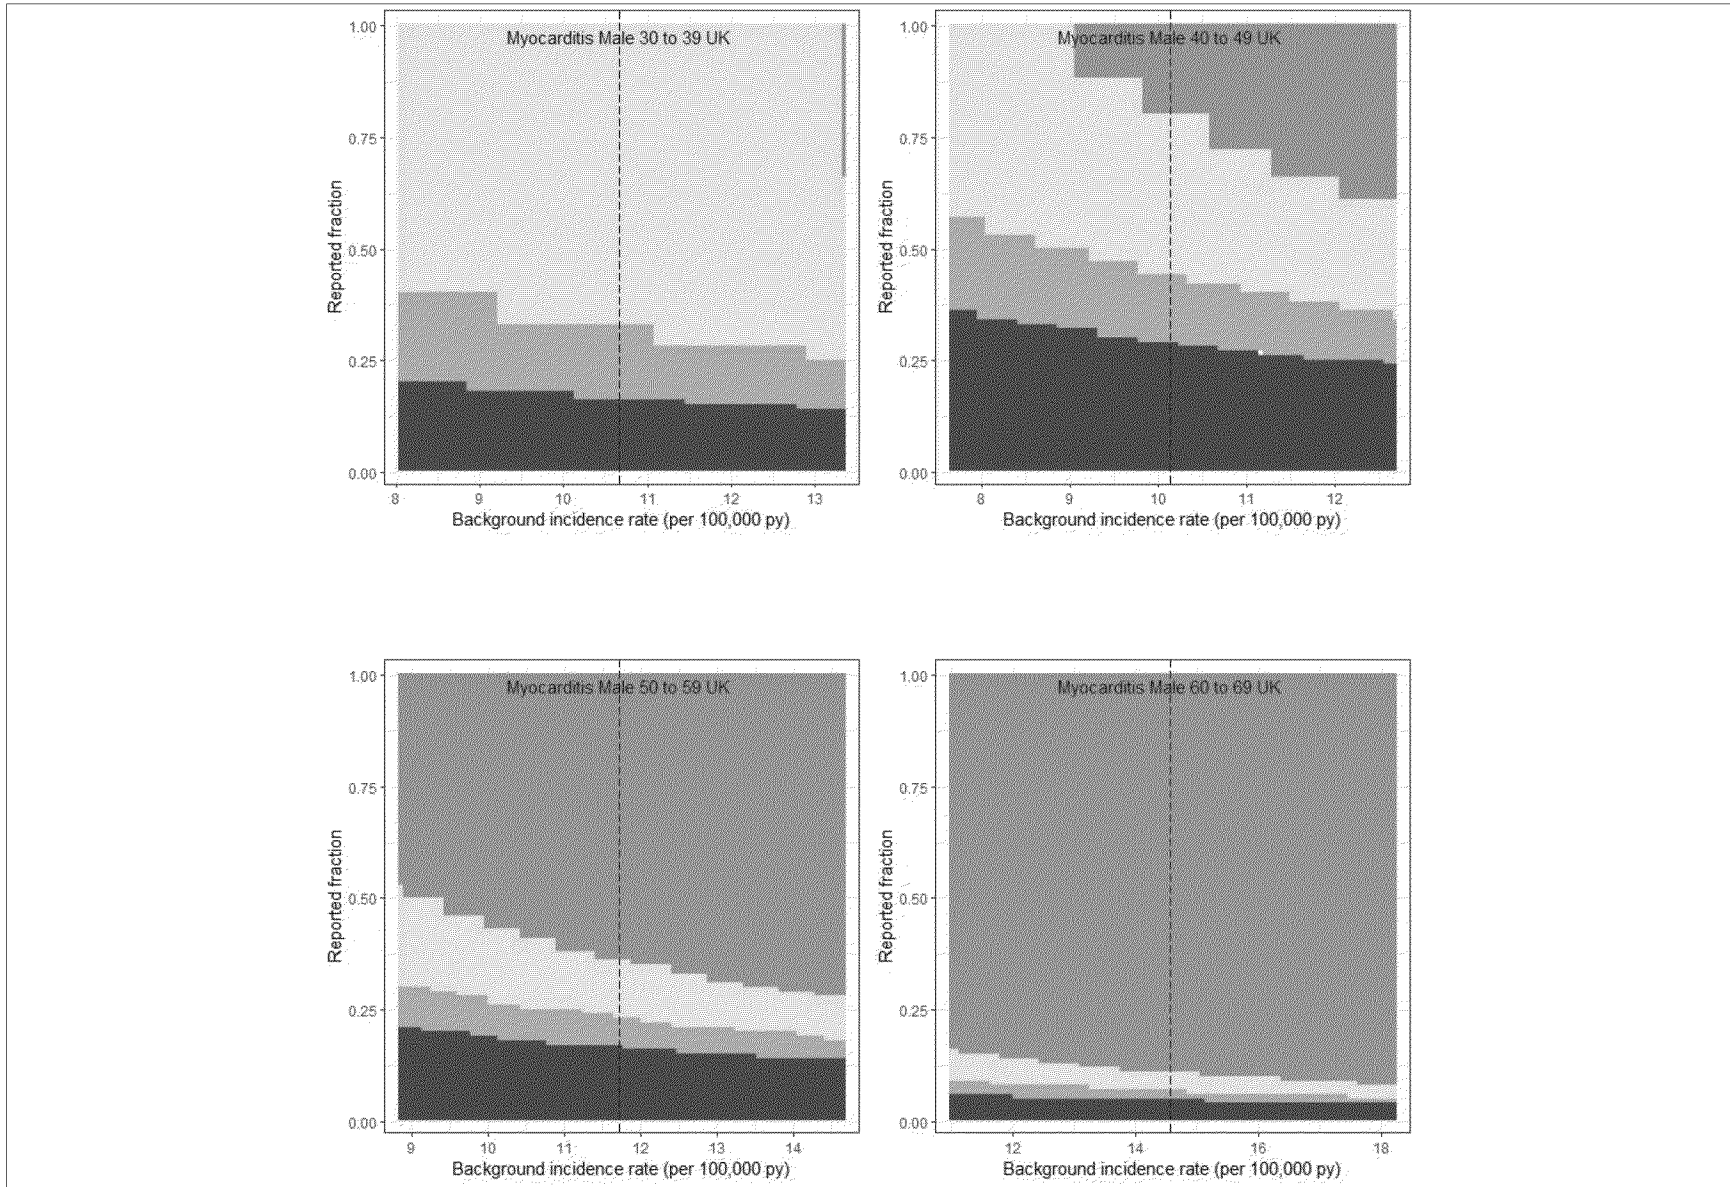 Myocarditis Male 30 to 39 UK
Reported fraction
1.00
0.75
0.50
0.25
0.00
8 9 10 11 12 13
Background incidence rate (per 100,000 py)
Myocarditis Male 40 to 49 UK
Reported fraction
1.00
0.75
0.50
0.25
0.00
8 9 10 11 12
Background incidence rate (per 100,000 py)
Myocarditis Male 50 to 59 UK
Reported fraction
1.00
0.75
0.50
0.25
0.00
9 10 11 12 13 14
Background incidence rate (per 100,000 py)
Myocarditis Male 60 to 69 UK
Reported fraction
1.00
0.75
0.50
0.25
0.00
12 14 16 18
Background incidence rate (per 100,000 py)